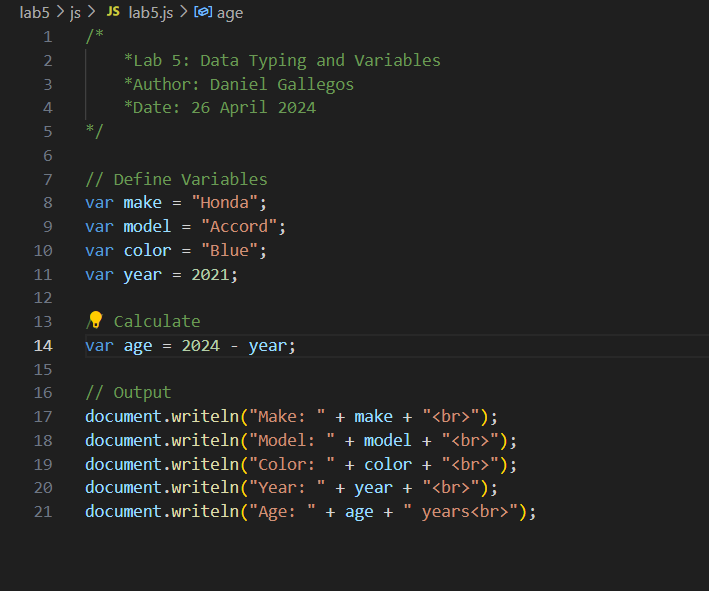 lab5 > js > JS lab5.js > age
1 /*
2 *Lab 5: Data Typing and Variables
3 *Author: Daniel Gallegos
4 *Date: 26 April 2024
5 */
6
7 // Define Variables
8 var make = "Honda";
9 var model = "Accord";
10 var color = "Blue";
11 var year = 2021;
12
13 / Calculate
14 var age = 2024 - year;
15
16 // Output
17 document.writeln("Make: " + make + "<br>");
18 document.writeln("Model: " + model + "<br>");
19 document.writeln("Color: " + color + "<br>");
20 document.writeln("Year: " + year + "<br>");
21 document.writeln("Age: " + age + " years<br>");